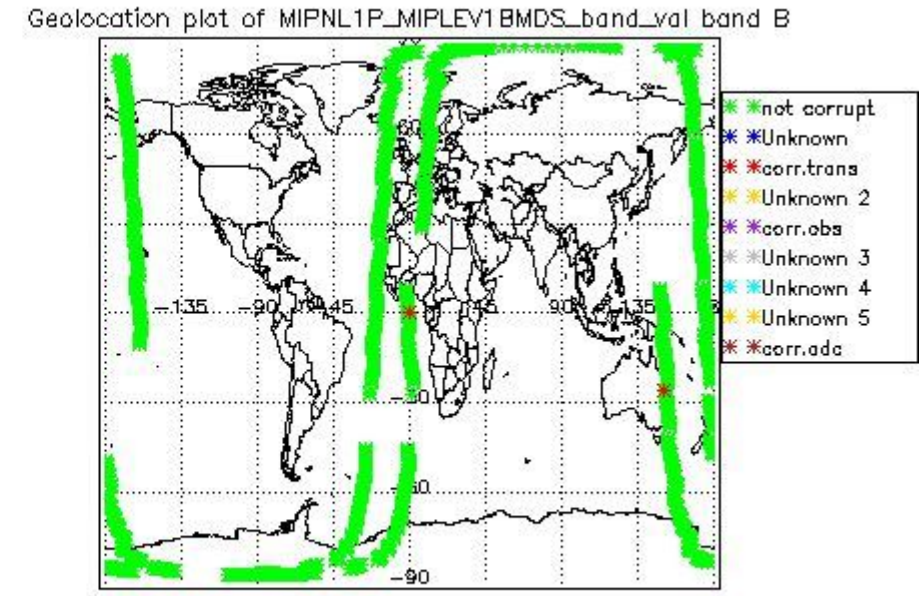 Geolocation plot of MIPNL1P_MIPLEV1BMDS_band_val band B
not corrupt
Unknown
corr.trans
Unknown 2
corr.obs
Unknown 3
Unknown 4
Unknown 5
corr.adc
60
-135 -90 -45 45 90 135
-30
-60
-90